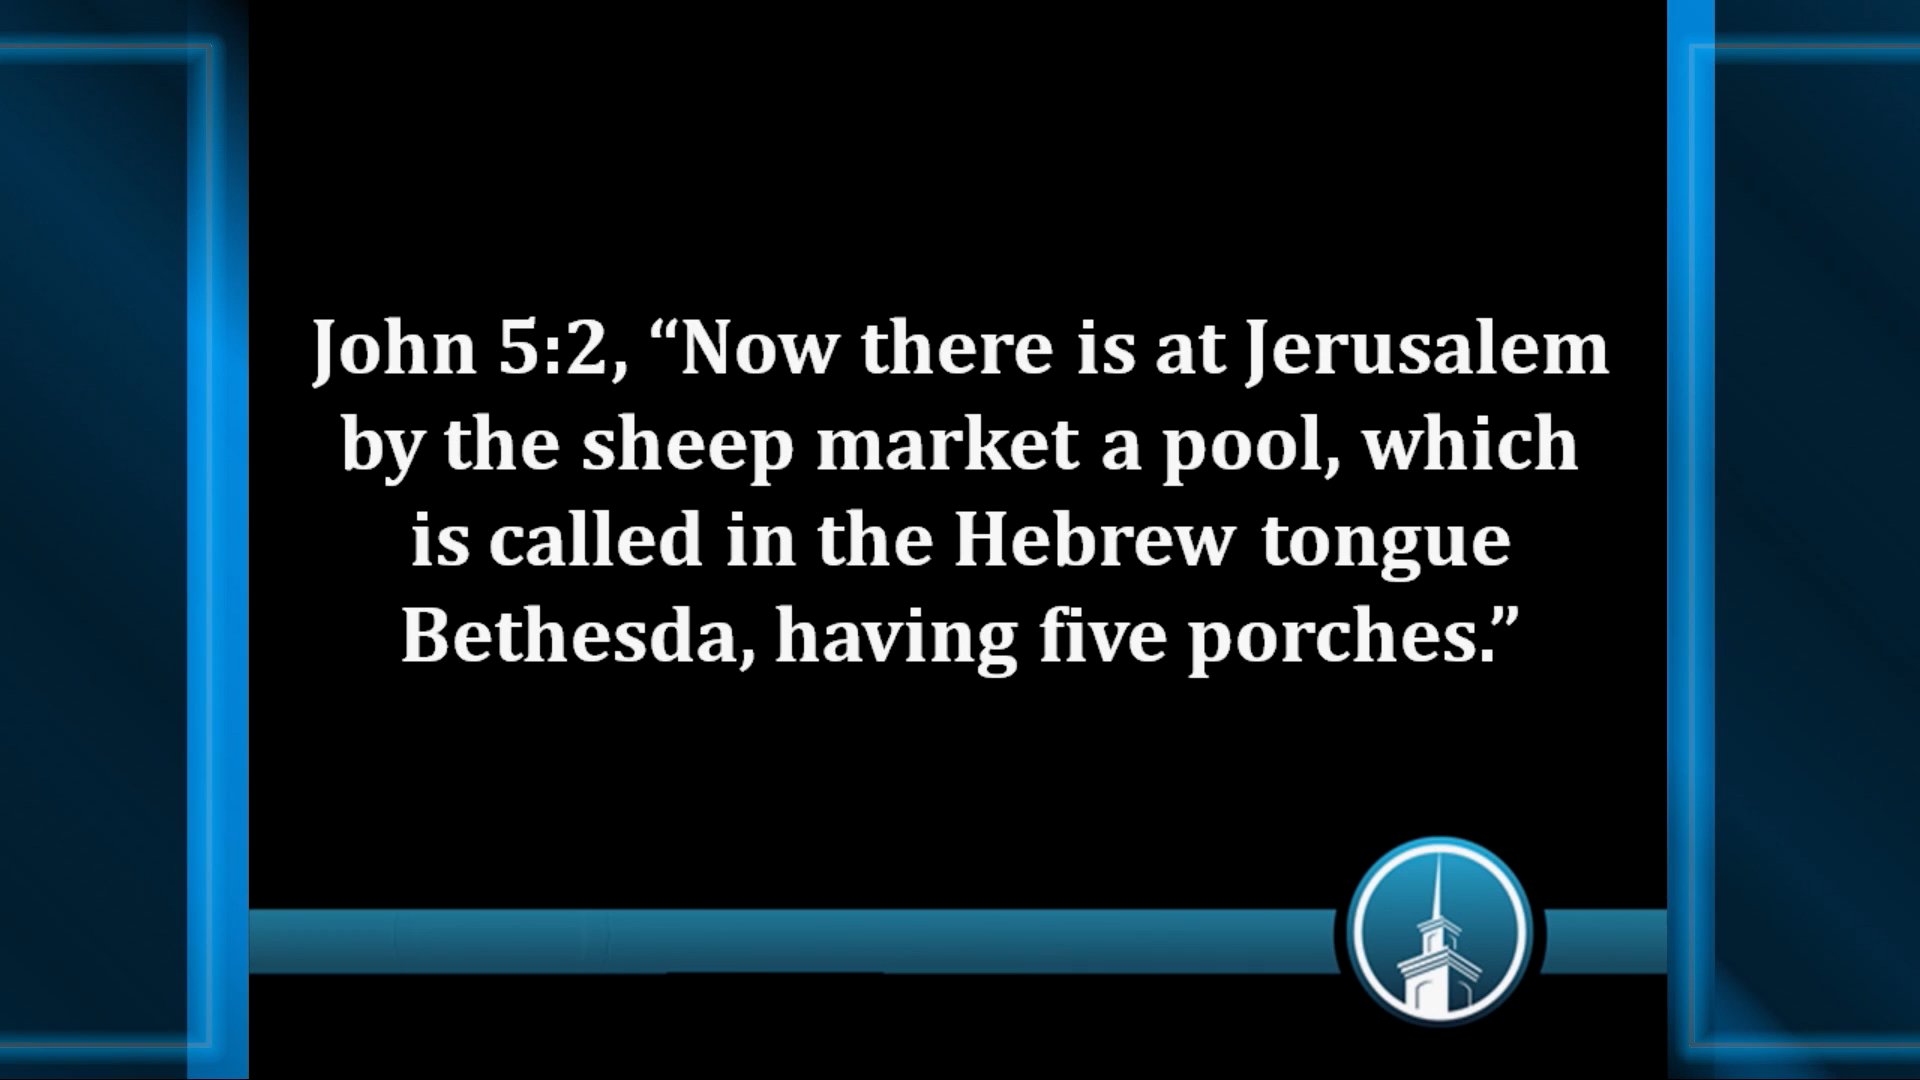 John 5:2, “Now there is at Jerusalem
by the sheep market a pool, which
is called in the Hebrew tongue
Bethesda, having five porches.”